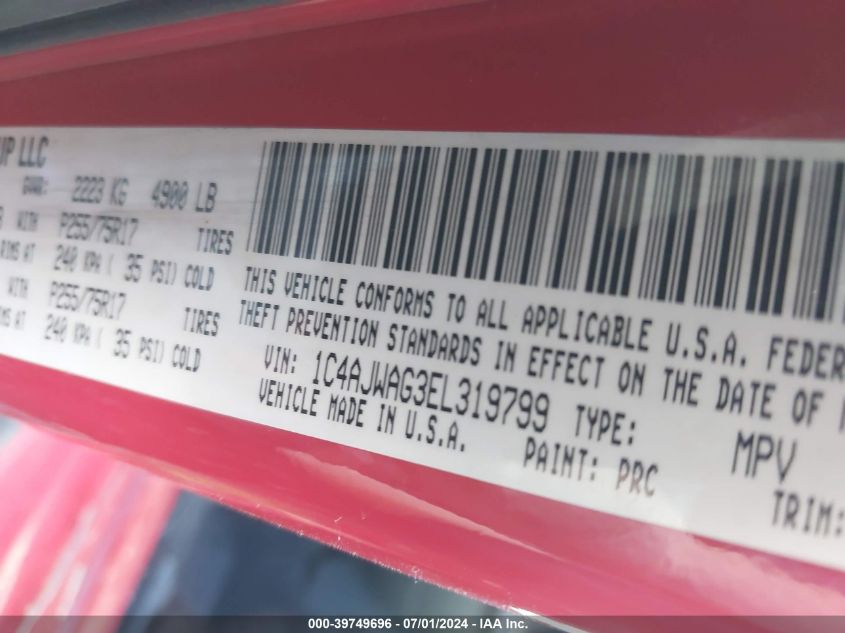 UP LLC
GVWR: 2223 KG 4900 LB
WITH P255/75R17 TIRES
RIMS AT 240 KPA ( 35 PSI) COLD
WITH P255/75R17 TIRES
RIMS AT 240 KPA ( 35 PSI) COLD
THIS VEHICLE CONFORMS TO ALL APPLICABLE U.S.A. FEDER
THEFT PREVENTION STANDARDS IN EFFECT ON THE DATE OF
VIN: 1C4AJWAG3EL319799 TYPE: MPV
VEHICLE MADE IN U.S.A. PAINT: PRC TRIM:
000-39749696 - 07/01/2024 - IAA Inc.